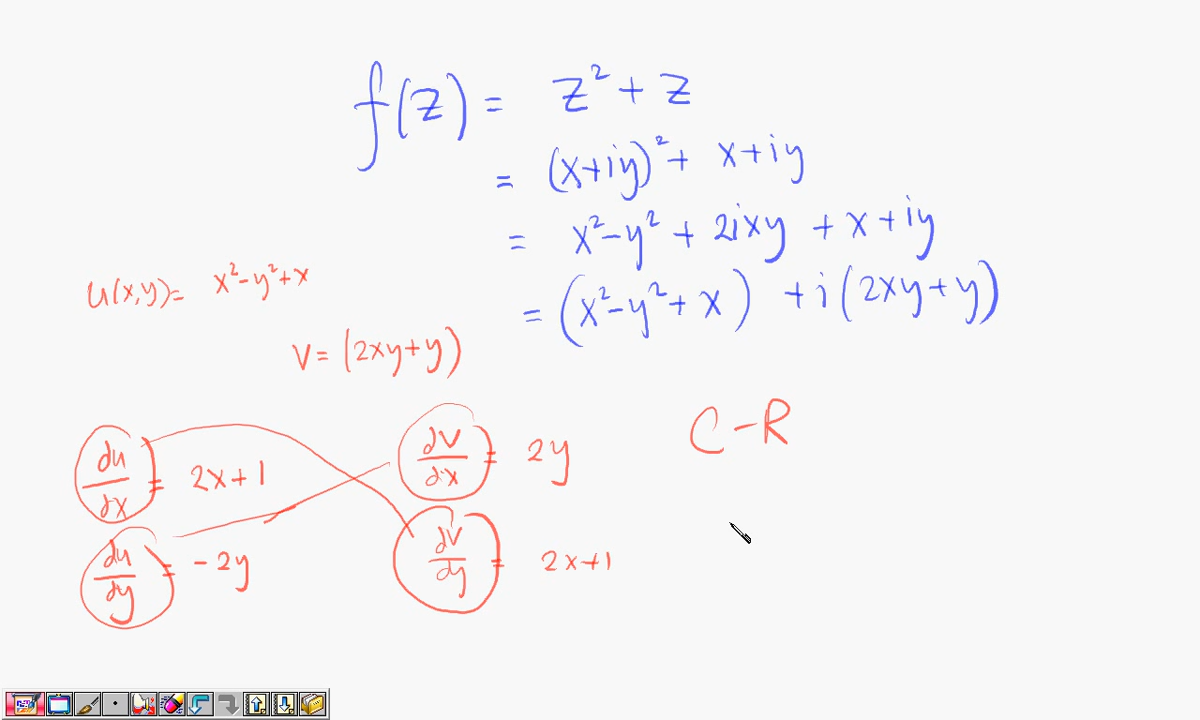 f(z) = z² + z
= (x+iy)² + x+iy
= x²-y² + 2ixy + x+iy
= (x²-y²+x) + i(2xy+y)
u(x,y)= x²-y²+x
V= (2xy+y)
du/dx = 2x+1
dV/dx = 2y
C-R
du/dy = -2y
dV/dy = 2x+1